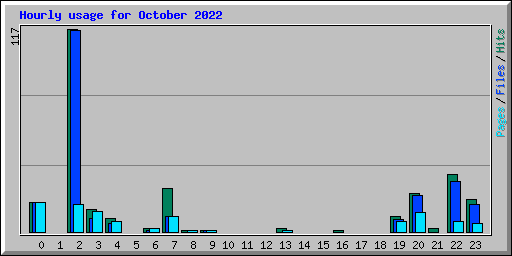 Hourly usage for October 2022
117
Pages/Files/Hits
0 1 2 3 4 5 6 7 8 9 10 11 12 13 14 15 16 17 18 19 20 21 22 23